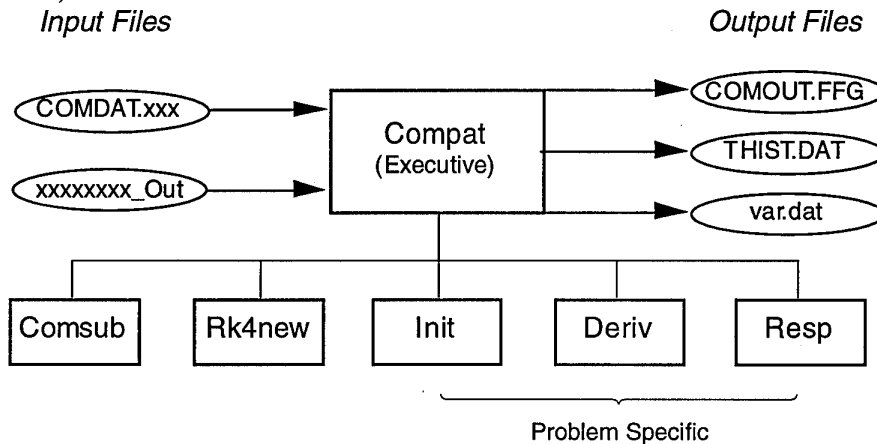 Input Files
Output Files
COMDAT.xxx
COMOUT.FFG
Compat
(Executive)
THIST.DAT
xxxxxxxx_Out
var.dat
Comsub
Rk4new
Init
Deriv
Resp
Problem Specific